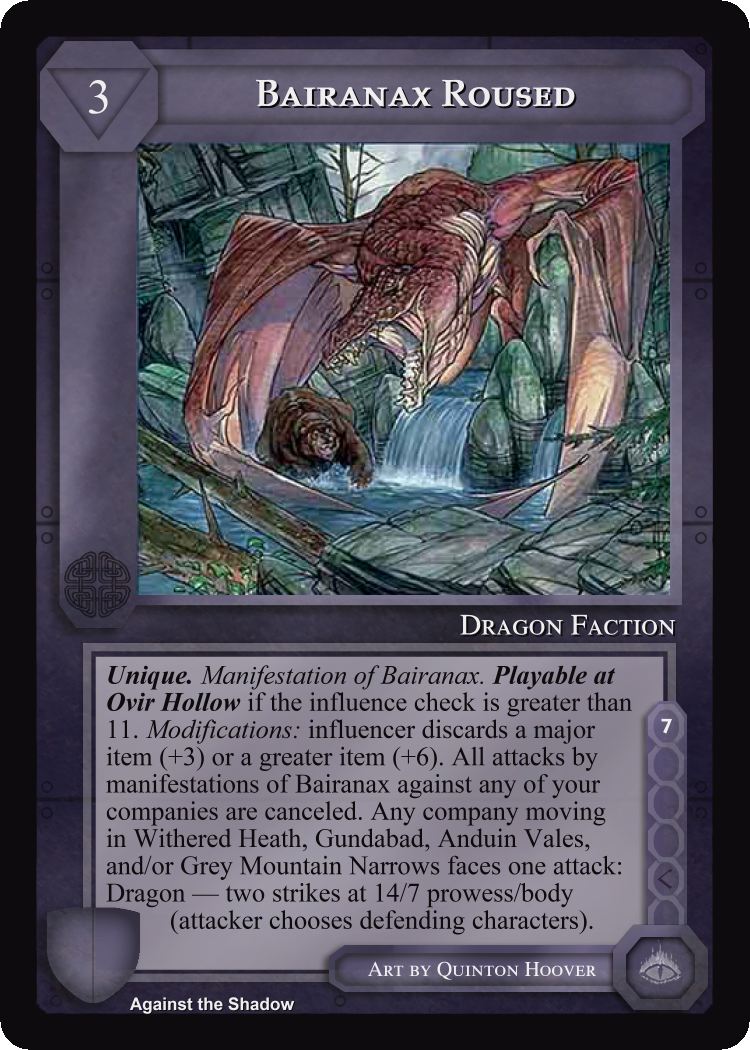 3
Bairanax Roused
Dragon Faction
Unique. Manifestation of Bairanax. Playable at
Ovir Hollow if the influence check is greater than
11. Modifications: influencer discards a major
item (+3) or a greater item (+6). All attacks by
manifestations of Bairanax against any of your
companies are canceled. Any company moving
in Withered Heath, Gundabad, Anduin Vales,
and/or Grey Mountain Narrows faces one attack:
Dragon — two strikes at 14/7 prowess/body
(attacker chooses defending characters).
7
<
Art by Quinton Hoover
Against the Shadow